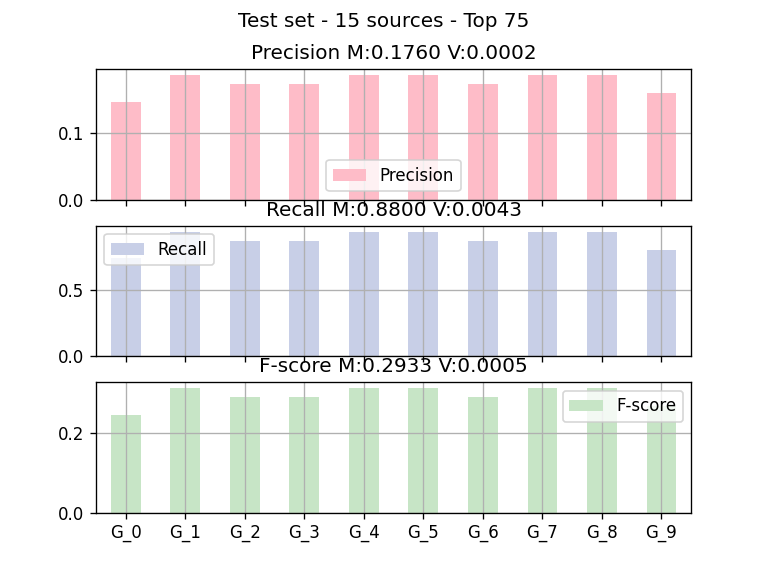 Test set - 15 sources - Top 75
Precision M:0.1760 V:0.0002
0.1
0.0
Precision
Recall M:0.8800 V:0.0043
Recall
0.5
0.0
F-score M:0.2933 V:0.0005
F-score
0.2
0.0
G_0 G_1 G_2 G_3 G_4 G_5 G_6 G_7 G_8 G_9